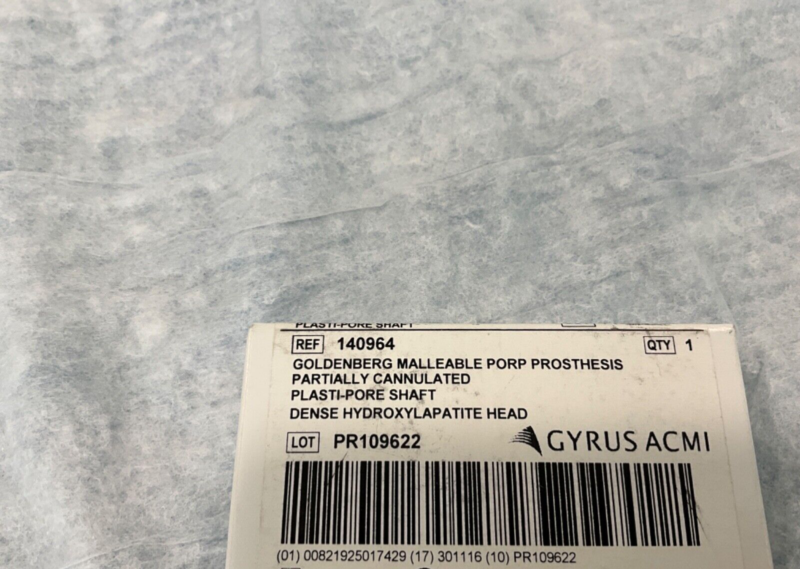 PLASTI-PORE SHAFT
REF 140964 QTY 1
GOLDENBERG MALLEABLE PORP PROSTHESIS
PARTIALLY CANNULATED
PLASTI-PORE SHAFT
DENSE HYDROXYLAPATITE HEAD
LOT PR109622 GYRUS ACMI
(01) 00821925017429 (17) 301116 (10) PR109622